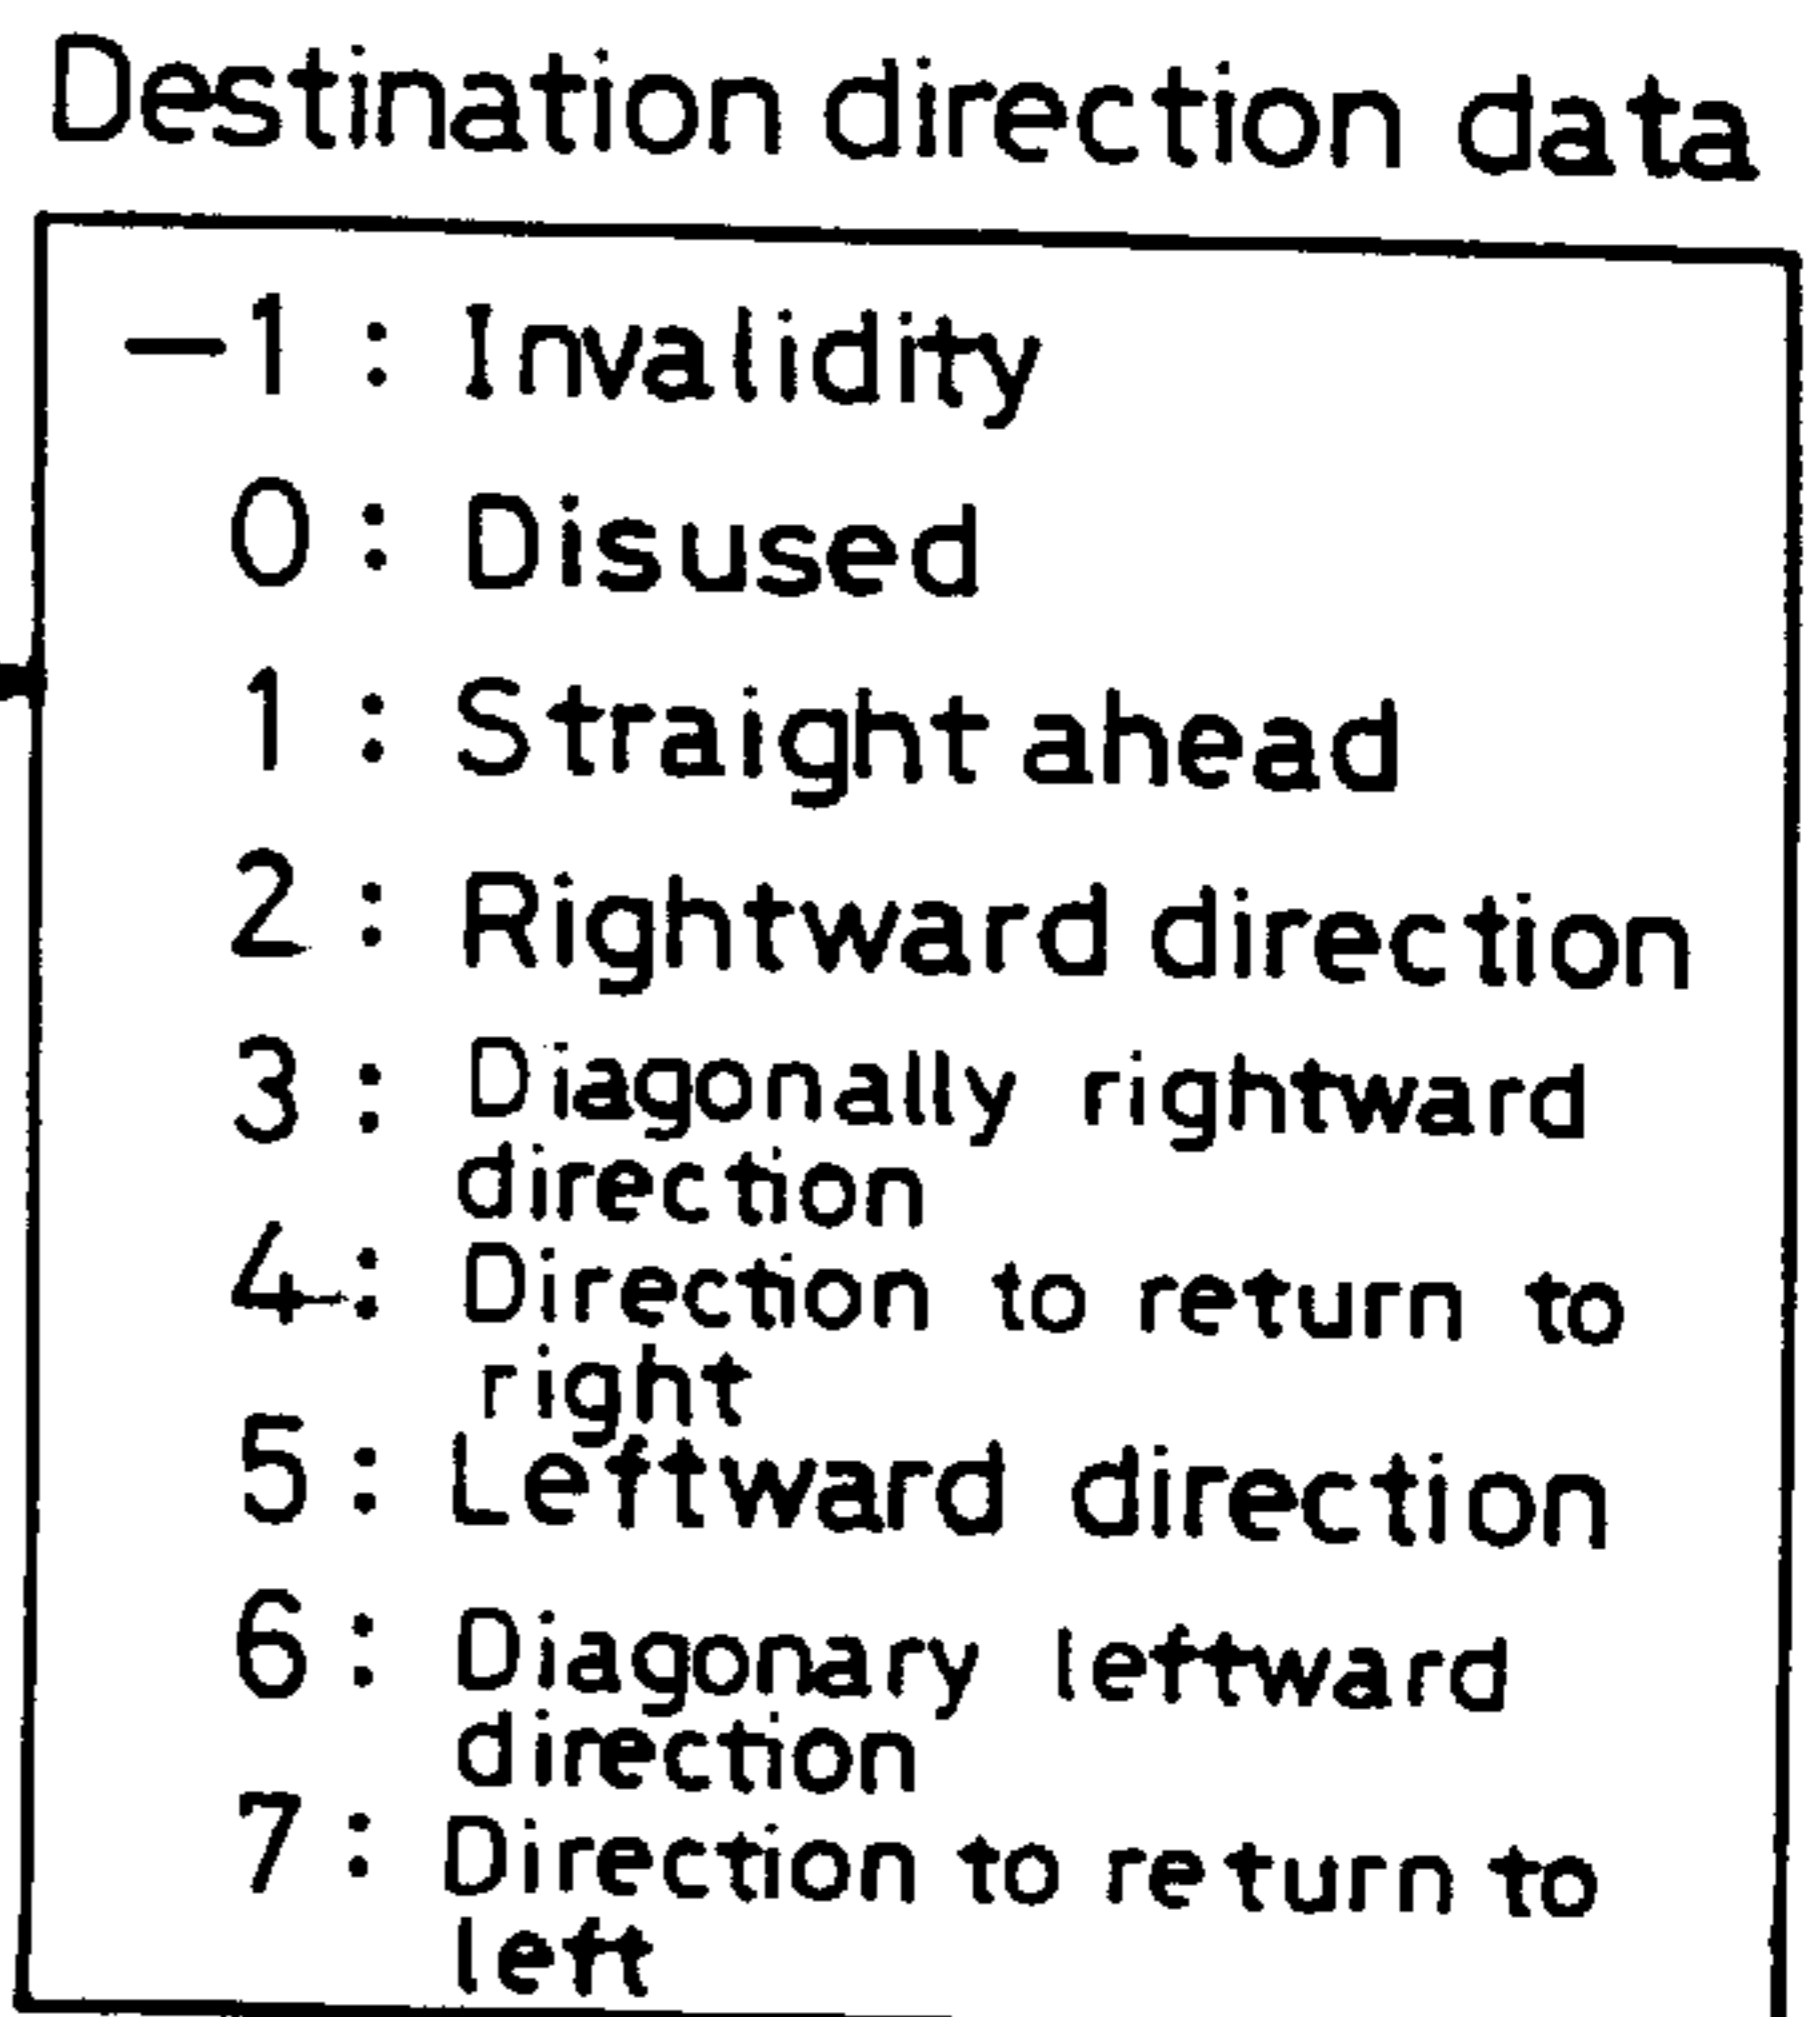 Destination direction data
-1 : Invalidity
0 : Disused
1 : Straight ahead
2 : Rightward direction
3 : Diagonally rightward
direction
4 : Direction to return to
right
5 : Leftward direction
6 : Diagonary leftward
direction
7 : Direction to return to
left